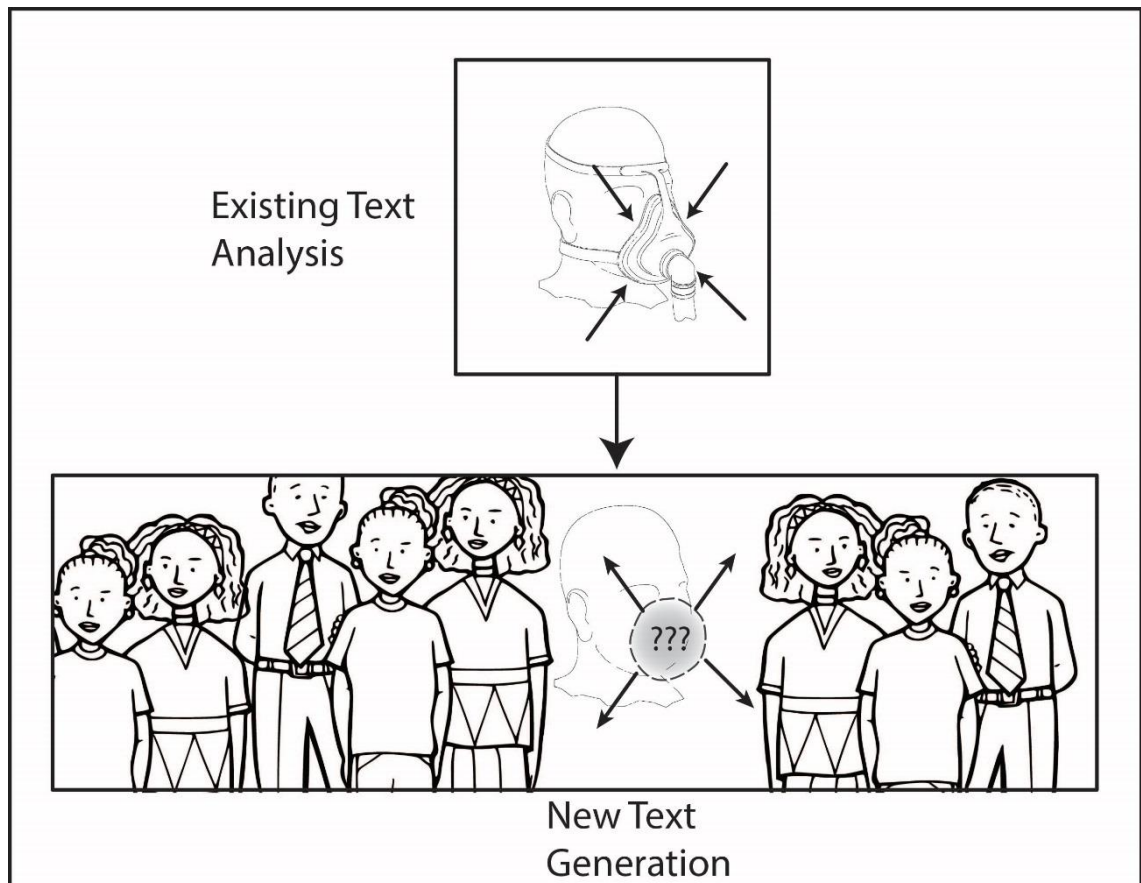 Existing Text
Analysis
???
New Text
Generation